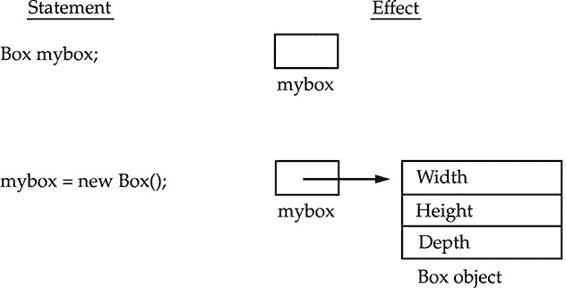 Statement
Effect
Box mybox;
mybox
mybox = new Box();
mybox
Width
Height
Depth
Box object